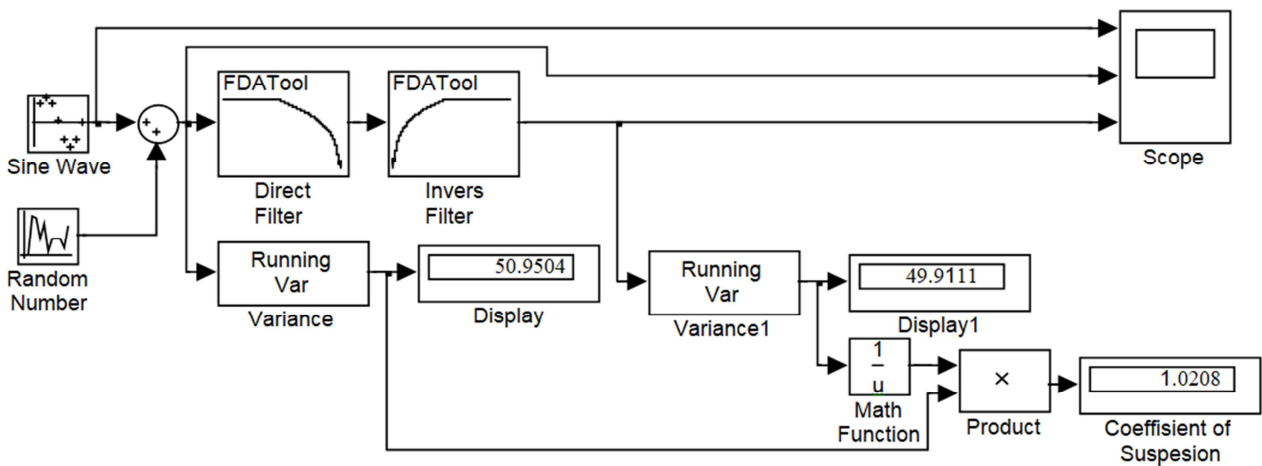 FDATool
FDATool
Sine Wave
Direct
Filter
Invers
Filter
Scope
Random
Number
Running
Var
Variance
50.9504
Display
Running
Var
Variance1
49.9111
Display1
1
u
Math
Function
×
Product
1.0208
Coeffisient of
Suspesion